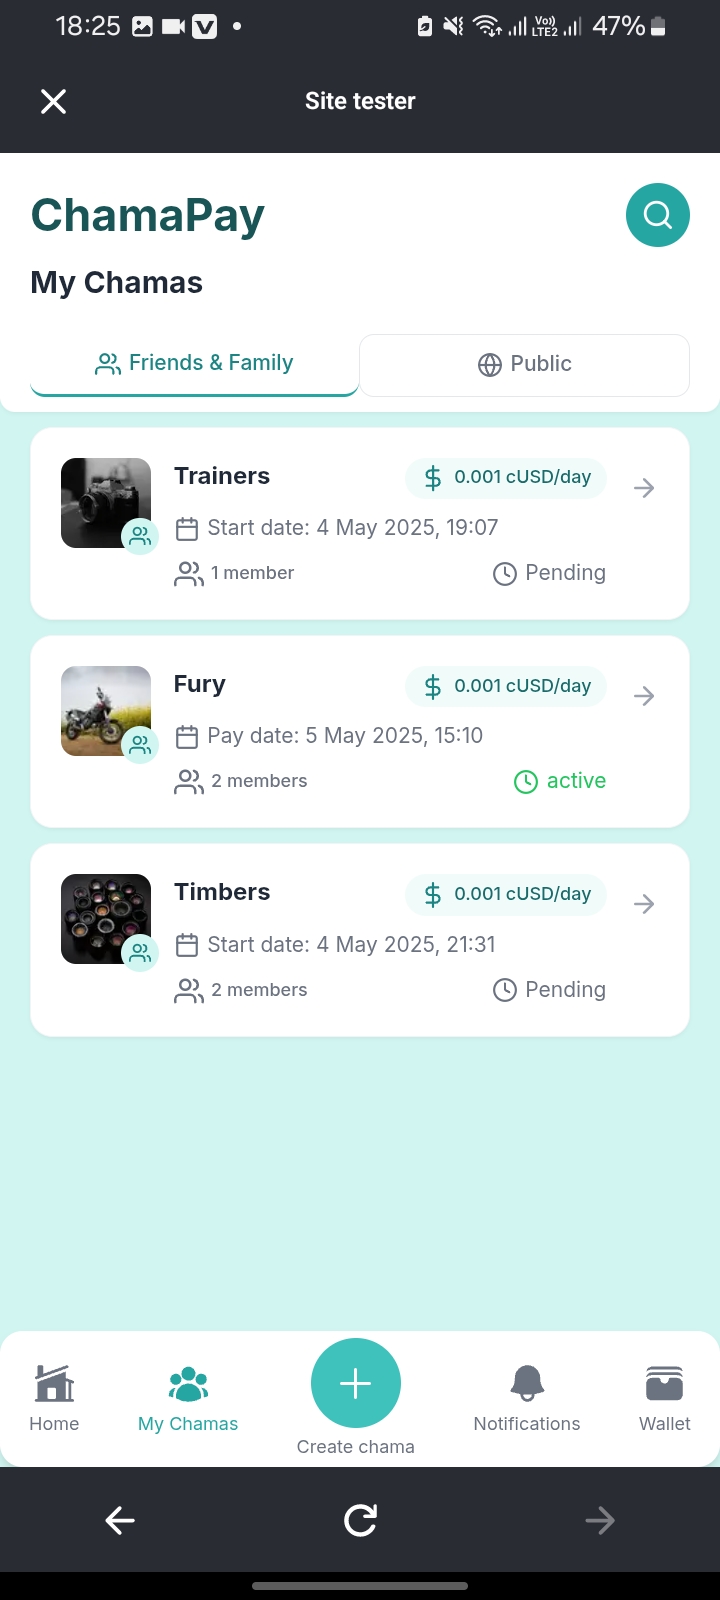 18:25 Vo)) LTE2 47%
Site tester
ChamaPay
My Chamas
Friends & Family Public
Trainers 0.001 cUSD/day
Start date: 4 May 2025, 19:07
1 member Pending
Fury 0.001 cUSD/day
Pay date: 5 May 2025, 15:10
2 members active
Timbers 0.001 cUSD/day
Start date: 4 May 2025, 21:31
2 members Pending
Home My Chamas Create chama Notifications Wallet